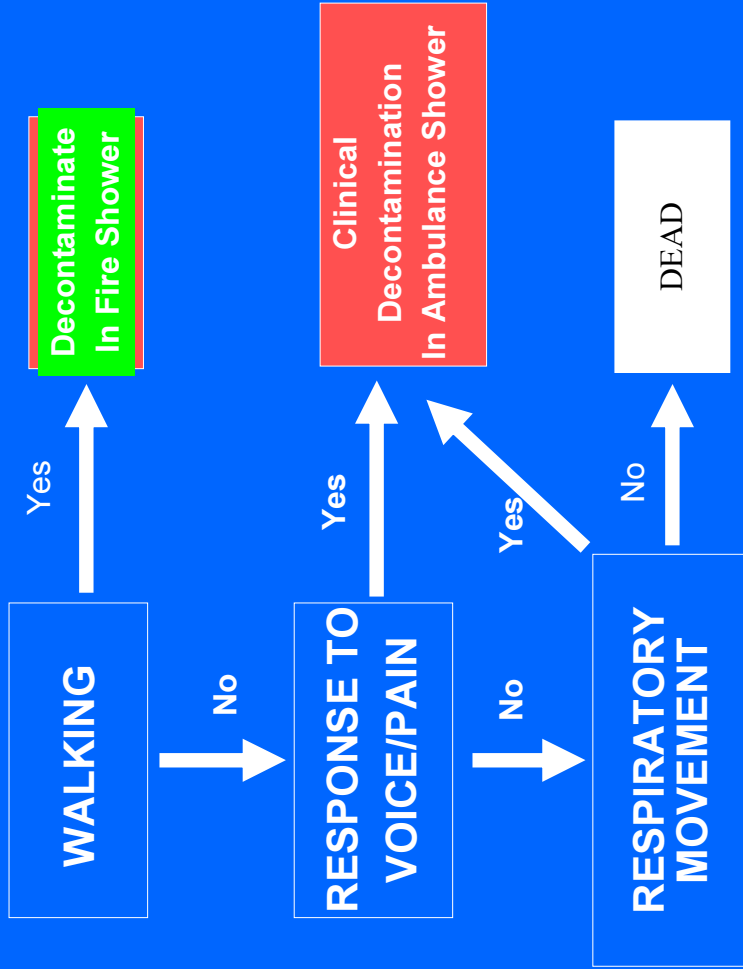 WALKING
Yes
Decontaminate
In Fire Shower
No
RESPONSE TO
VOICE/PAIN
Yes
Clinical
Decontamination
In Ambulance Shower
No
Yes
RESPIRATORY
MOVEMENT
No
DEAD